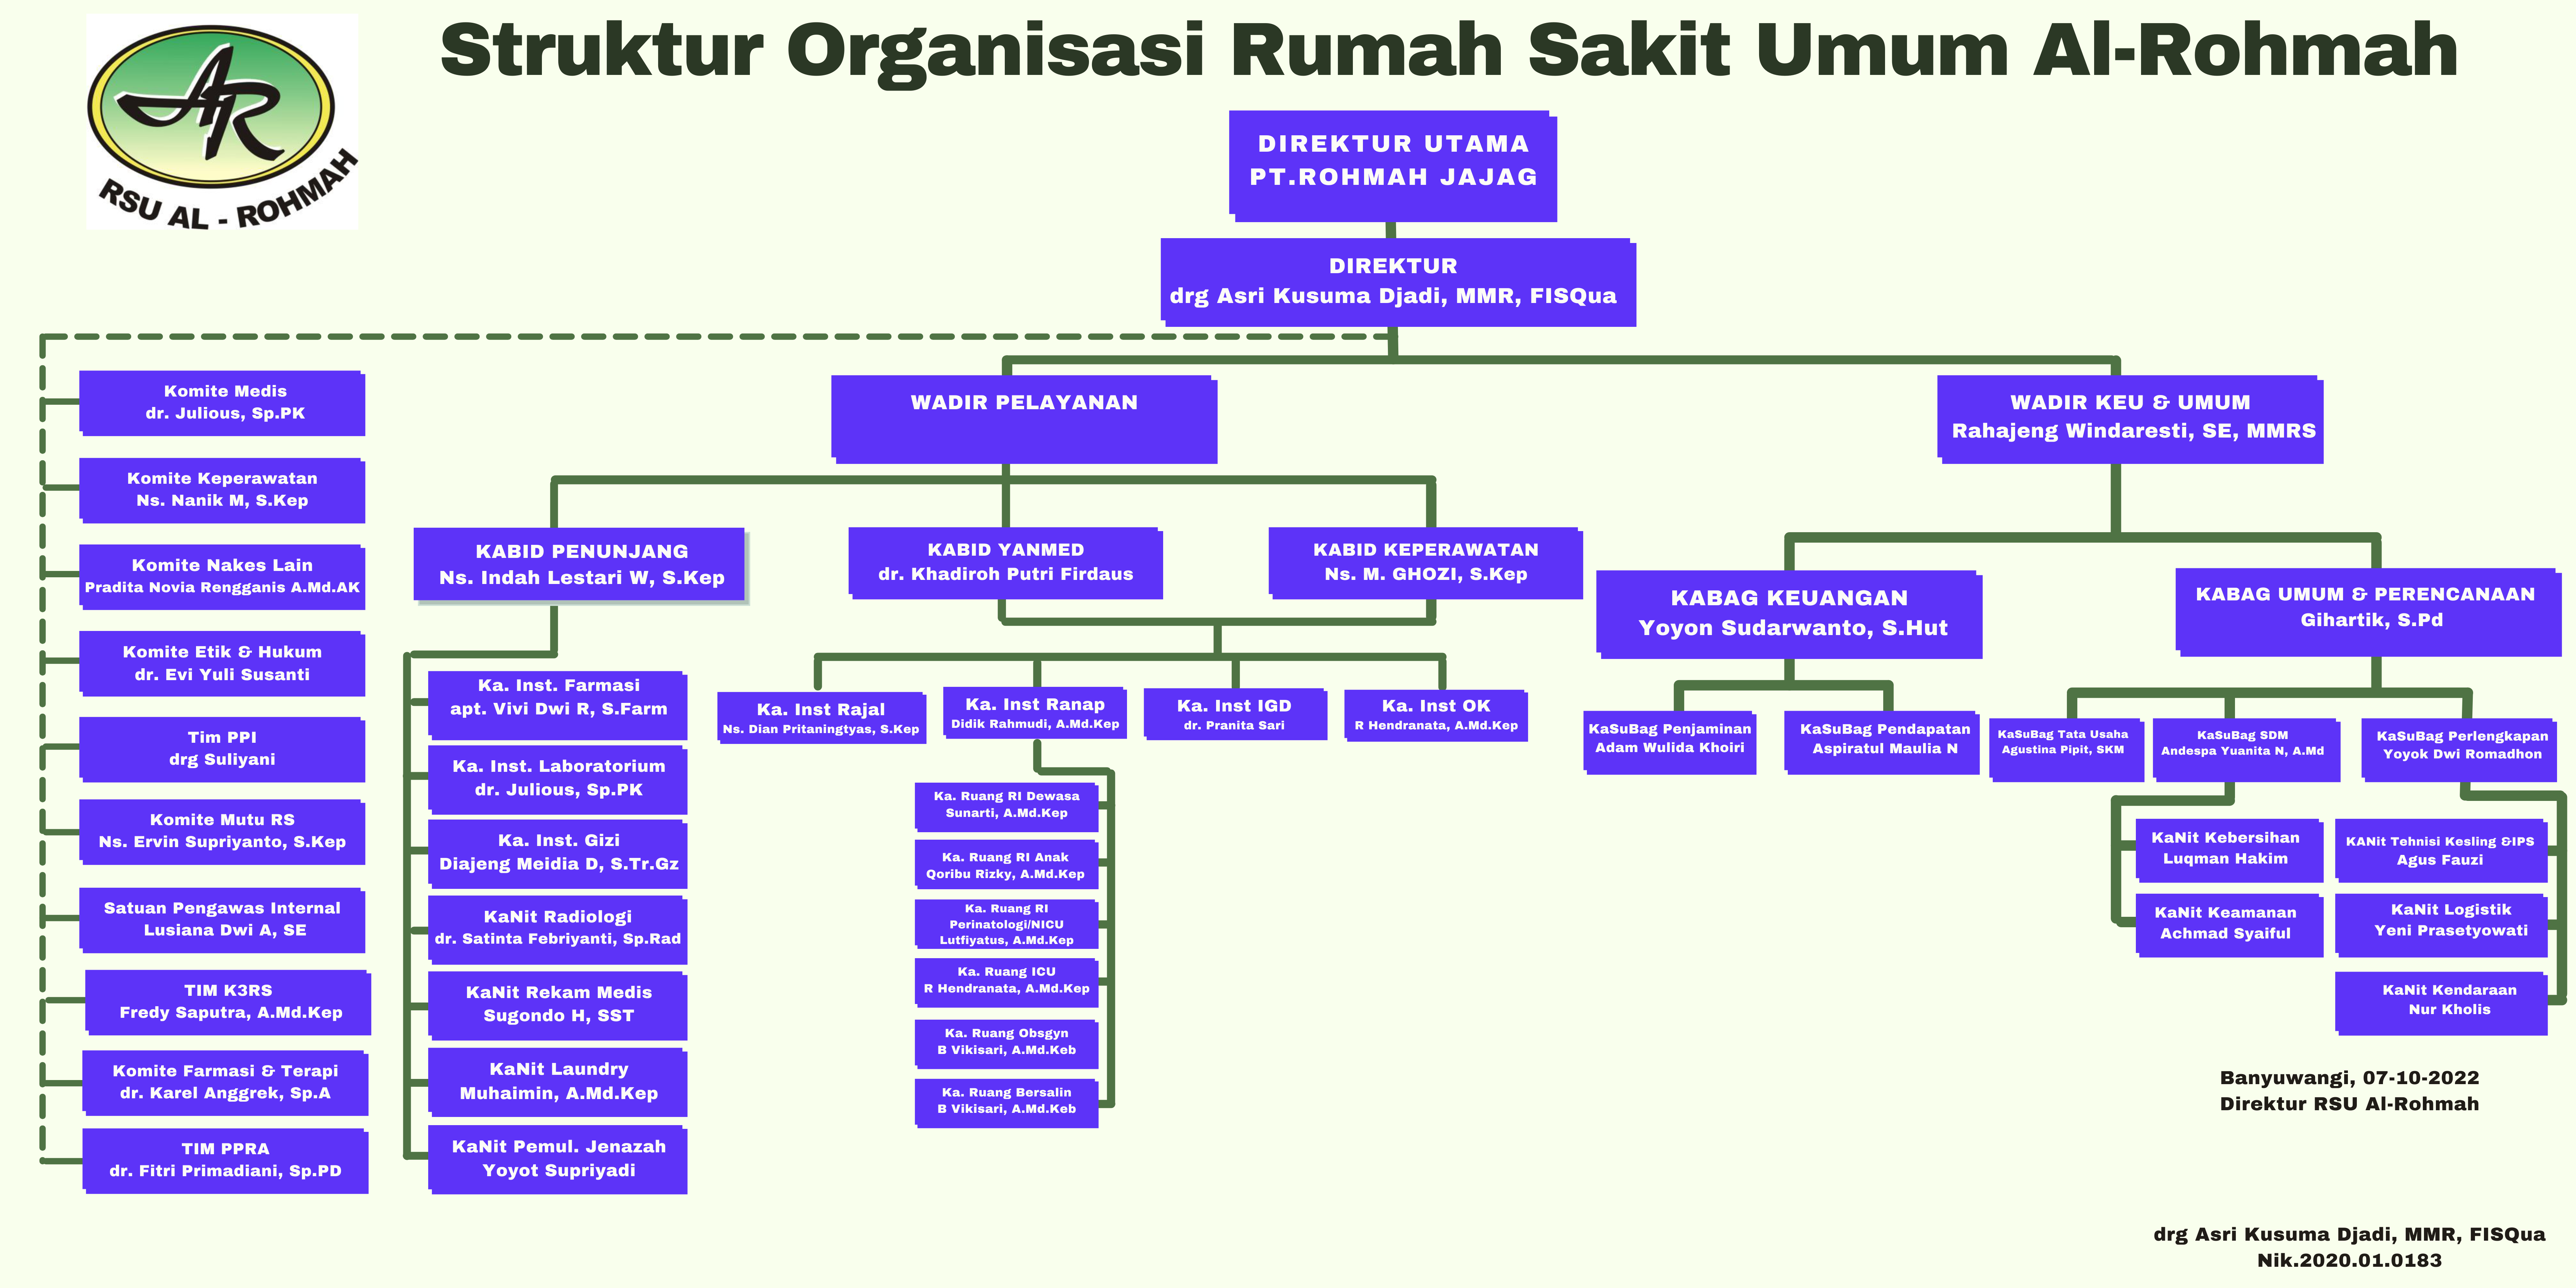 Struktur Organisasi Rumah Sakit Umum Al-Rohmah
AR
RSU AL - ROHMAH
DIREKTUR UTAMA
PT.ROHMAH JAJAG
DIREKTUR
drg Asri Kusuma Djadi, MMR, FISQua
Komite Medis
dr. Julious, Sp.PK
Komite Keperawatan
Ns. Nanik M, S.Kep
Komite Nakes Lain
Pradita Novia Rengganis A.Md.AK
Komite Etik & Hukum
dr. Evi Yuli Susanti
Tim PPI
drg Suliyani
Komite Mutu RS
Ns. Ervin Supriyanto, S.Kep
Satuan Pengawas Internal
Lusiana Dwi A, SE
TIM K3RS
Fredy Saputra, A.Md.Kep
Komite Farmasi & Terapi
dr. Karel Anggrek, Sp.A
TIM PPRA
dr. Fitri Primadiani, Sp.PD
WADIR PELAYANAN
WADIR KEU & UMUM
Rahajeng Windaresti, SE, MMRS
KABID PENUNJANG
Ns. Indah Lestari W, S.Kep
KABID YANMED
dr. Khadiroh Putri Firdaus
KABID KEPERAWATAN
Ns. M. GHOZI, S.Kep
KABAG KEUANGAN
Yoyon Sudarwanto, S.Hut
KABAG UMUM & PERENCANAAN
Gihartik, S.Pd
Ka. Inst. Farmasi
apt. Vivi Dwi R, S.Farm
Ka. Inst. Laboratorium
dr. Julious, Sp.PK
Ka. Inst. Gizi
Diajeng Meidia D, S.Tr.Gz
KaNit Radiologi
dr. Satinta Febriyanti, Sp.Rad
KaNit Rekam Medis
Sugondo H, SST
KaNit Laundry
Muhaimin, A.Md.Kep
KaNit Pemul. Jenazah
Yoyot Supriyadi
Ka. Inst Rajal
Ns. Dian Pritaningtyas, S.Kep
Ka. Inst Ranap
Didik Rahmudi, A.Md.Kep
Ka. Inst IGD
dr. Pranita Sari
Ka. Inst OK
R Hendranata, A.Md.Kep
Ka. Ruang RI Dewasa
Sunarti, A.Md.Kep
Ka. Ruang RI Anak
Qoribu Rizky, A.Md.Kep
Ka. Ruang RI
Perinatologi/NICU
Lutfiyatus, A.Md.Kep
Ka. Ruang ICU
R Hendranata, A.Md.Kep
Ka. Ruang Obsgyn
B Vikisari, A.Md.Keb
Ka. Ruang Bersalin
B Vikisari, A.Md.Keb
KaSuBag Penjaminan
Adam Wulida Khoiri
KaSuBag Pendapatan
Aspiratul Maulia N
KaSuBag Tata Usaha
Agustina Pipit, SKM
KaSuBag SDM
Andespa Yuanita N, A.Md
KaSuBag Perlengkapan
Yoyok Dwi Romadhon
KaNit Kebersihan
Luqman Hakim
KaNit Keamanan
Achmad Syaiful
KANit Tehnisi Kesling &IPS
Agus Fauzi
KaNit Logistik
Yeni Prasetyowati
KaNit Kendaraan
Nur Kholis
Banyuwangi, 07-10-2022
Direktur RSU Al-Rohmah
drg Asri Kusuma Djadi, MMR, FISQua
Nik.2020.01.0183